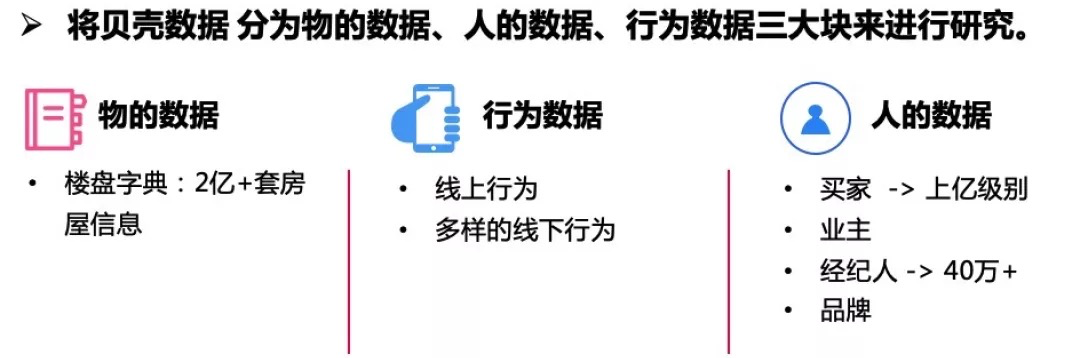 ➢ 将贝壳数据 分为物的数据、人的数据、行为数据三大块来进行研究。
物的数据
• 楼盘字典：2亿+套房
屋信息
行为数据
• 线上行为
• 多样的线下行为
人的数据
• 买家 -> 上亿级别
• 业主
• 经纪人 -> 40万+
• 品牌